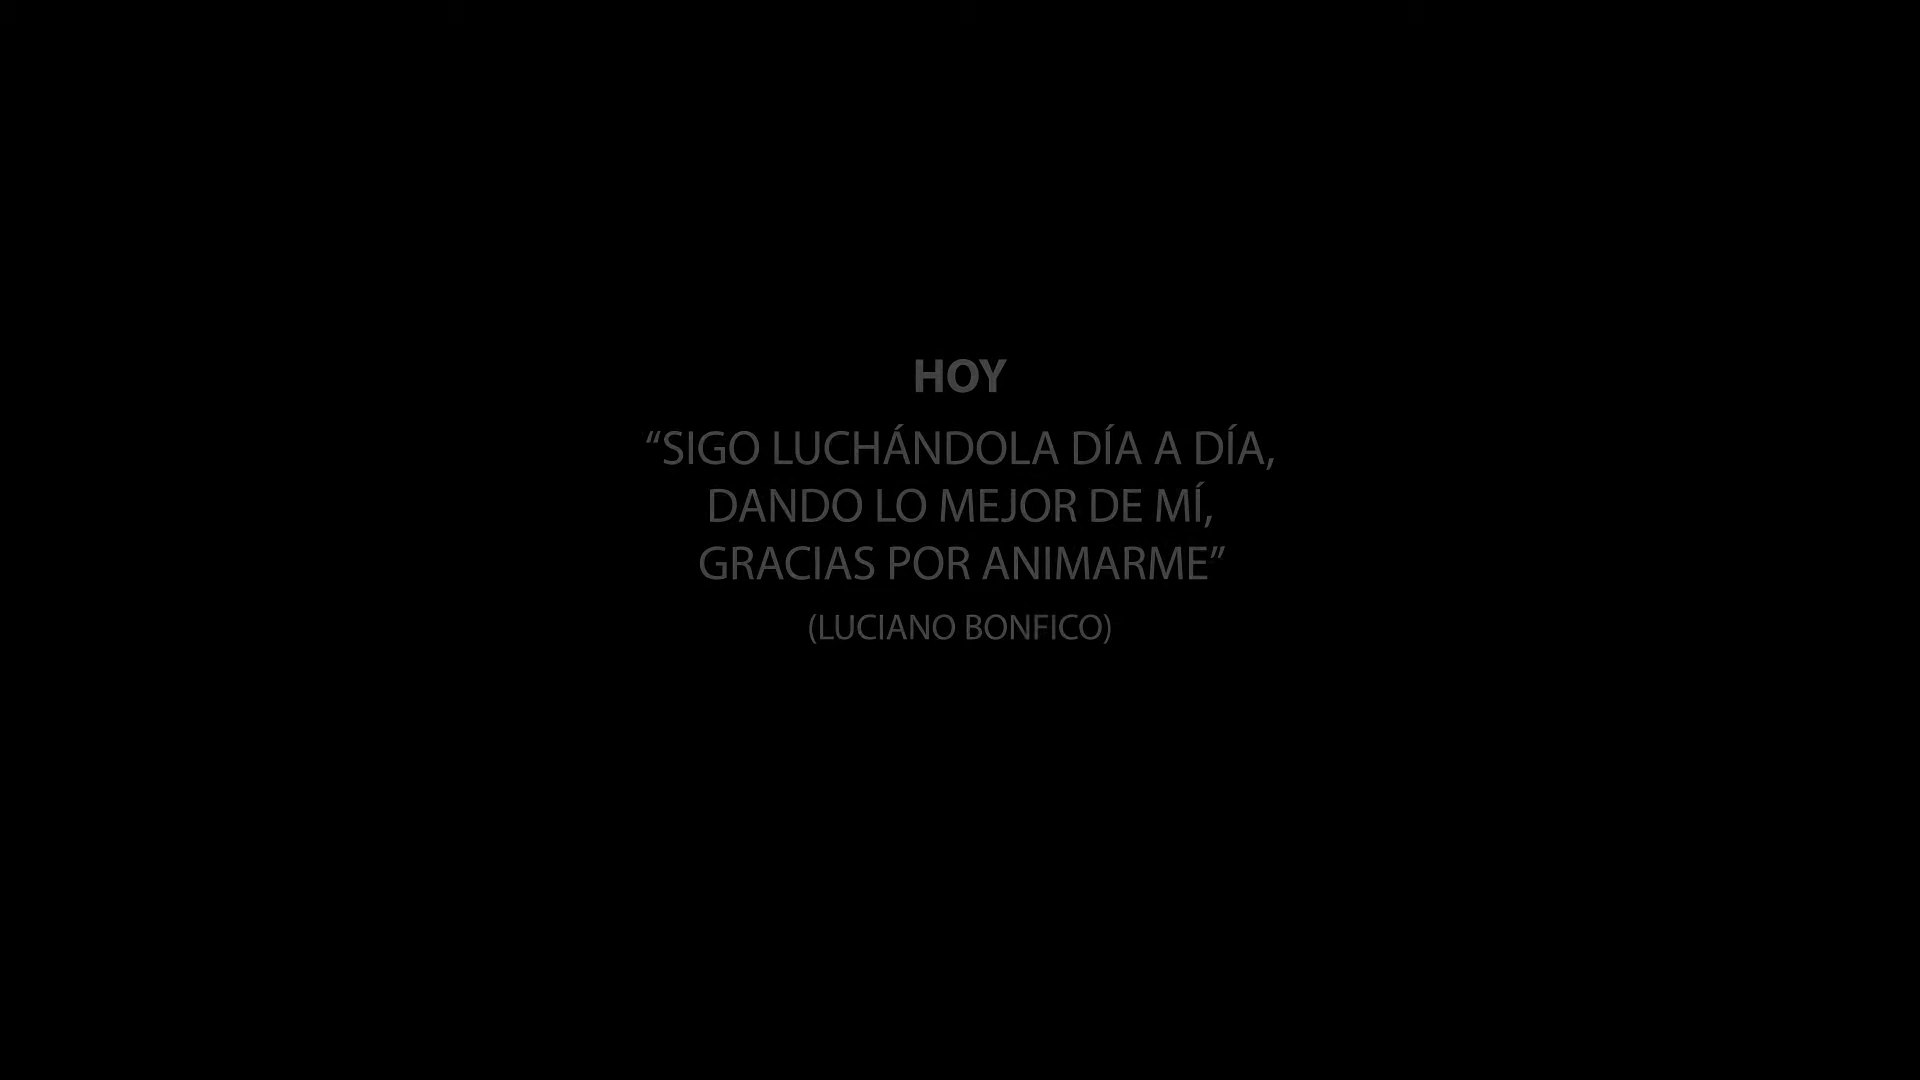 HOY
“SIGO LUCHÁNDOLA DÍA A DÍA,
DANDO LO MEJOR DE MÍ,
GRACIAS POR ANIMARME”
(LUCIANO BONFICO)